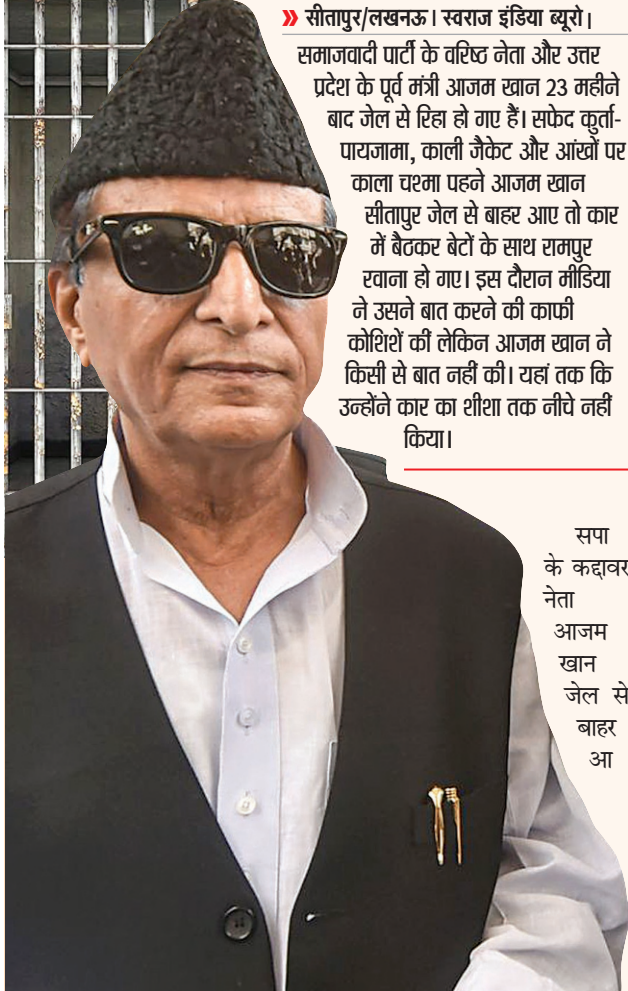 » सीतापुर/लखनऊ। स्वराज इंडिया ब्यूरो।
समाजवादी पार्टी के वरिष्ठ नेता और उत्तर
प्रदेश के पूर्व मंत्री आजम खान 23 महीने
बाद जेल से रिहा हो गए हैं। सफेद कुर्ता-
पायजामा, काली जैकेट और आंखों पर
काला चश्मा पहने आजम खान
सीतापुर जेल से बाहर आए तो कार
में बैठकर बेटों के साथ रामपुर
रवाना हो गए। इस दौरान मीडिया
ने उसने बात करने की काफी
कोशिशें कीं लेकिन आजम खान ने
किसी से बात नहीं की। यहां तक कि
उन्होंने कार का शीशा तक नीचे नहीं
किया।
सपा
के कद्दावर
नेता
आजम
खान
जेल से
बाहर
आ